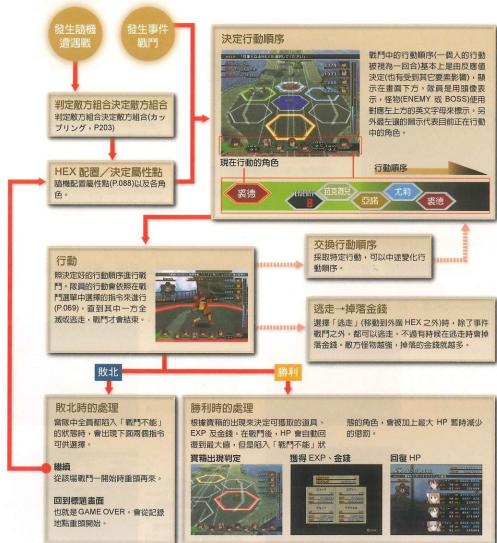 發生隨機
遭遇戰
發生事件
戰鬥
判定敵方組合決定敵方組合
判定敵方組合決定敵方組合(カッ
プリング，P203)
HEX 配置／決定屬性點
隨機配置屬性點(P.088)以及各角
色。
決定行動順序
戰鬥中的行動順序(一個人的行動
被視為一回合)基本上是由反應值
決定(也有受到其它要素影響)，顯
示在畫面下方。隊員是用頭像表
示，怪物(ENEMY 或 BOSS)使用
對應左上方的英文字母來標示。另
外最左邊的圖示代表目前正在行動
中的角色。
現在行動的角色
行動順序
裘德
ENEMY
B
拉克薇兒
亞諾
尤莉
裘德
行動
照決定好的行動順序進行戰
鬥。隊員的行動會依照在戰
鬥選單中選擇的指令來進行
(P.069)。直到其中一方全
滅或逃走，戰鬥才會結束。
交換行動順序
採取特定行動，可以中途變化行
動順序。
逃走→掉落金錢
選擇「逃走」(移動到外圍 HEX 之外)時，除了事件
戰鬥之外，都可以逃走。不過有時候在逃走時會掉
落金錢。敵方怪物越強，掉落的金錢就越多。
敗北
勝利
敗北時的處理
當隊中全員都陷入「戰鬥不能」
的狀態時，會出現下面兩個指令
可供選擇。
繼續
從該場戰鬥一開始時重頭再來。
回到標題畫面
也就是GAME OVER，會從記錄
地點重頭開始。
勝利時的處理
根據寶箱的出現來決定可獲取的道具、
EXP 及金錢。在戰鬥後，HP 會自動回
復到最大值，但是陷入「戰鬥不能」狀
態的角色，會被加上最大 HP 暫時減少
的懲罰。
寶箱出現判定
獲得 EXP、金錢
回復 HP